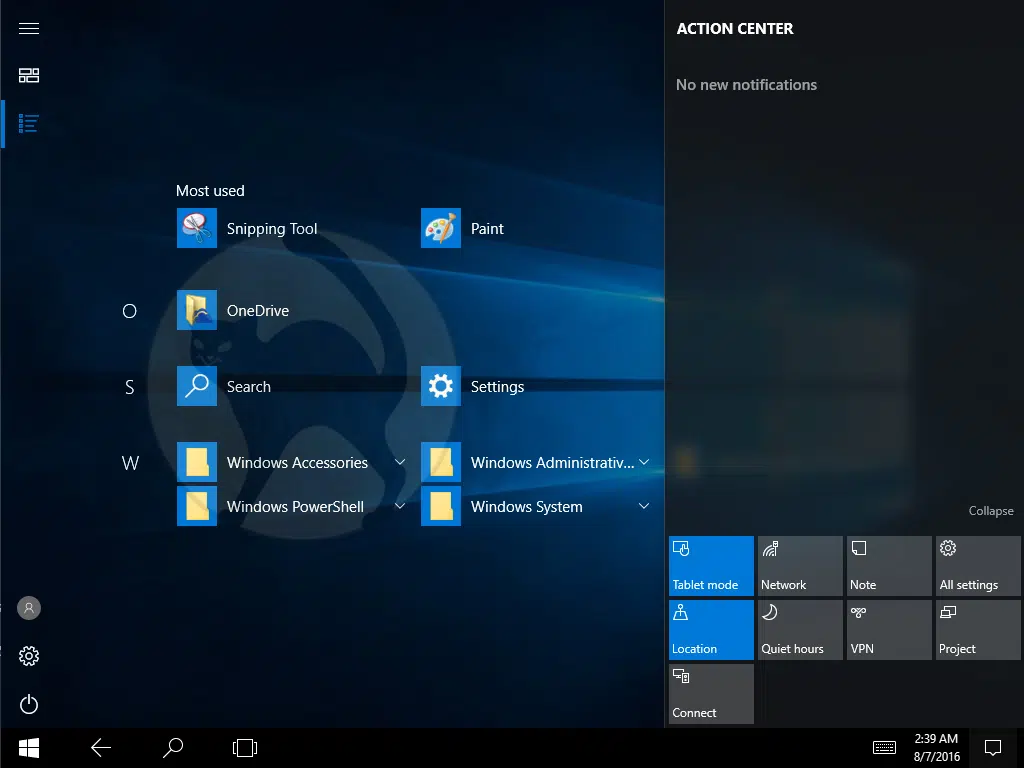 ACTION CENTER
No new notifications
Most used
Snipping Tool
Paint
O
OneDrive
S
Search
Settings
W
Windows Accessories
Windows Administrativ...
Windows PowerShell
Windows System
Collapse
Tablet mode
Network
Note
All settings
Location
Quiet hours
VPN
Project
Connect
2:39 AM
8/7/2016